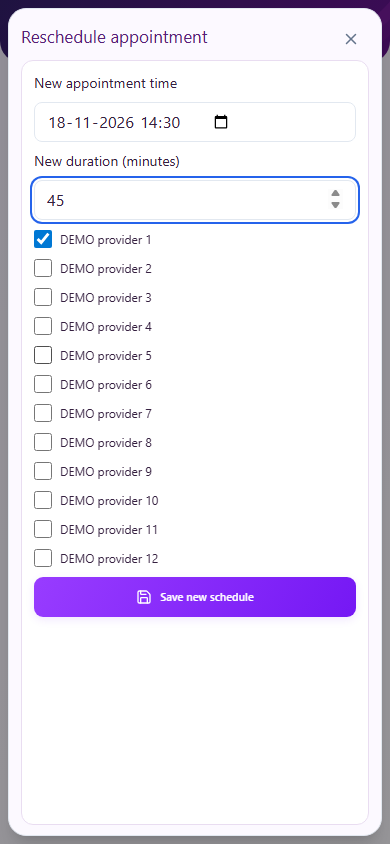 Reschedule appointment
New appointment time
18-11-2026 14:30
New duration (minutes)
45
DEMO provider 1
DEMO provider 2
DEMO provider 3
DEMO provider 4
DEMO provider 5
DEMO provider 6
DEMO provider 7
DEMO provider 8
DEMO provider 9
DEMO provider 10
DEMO provider 11
DEMO provider 12
Save new schedule